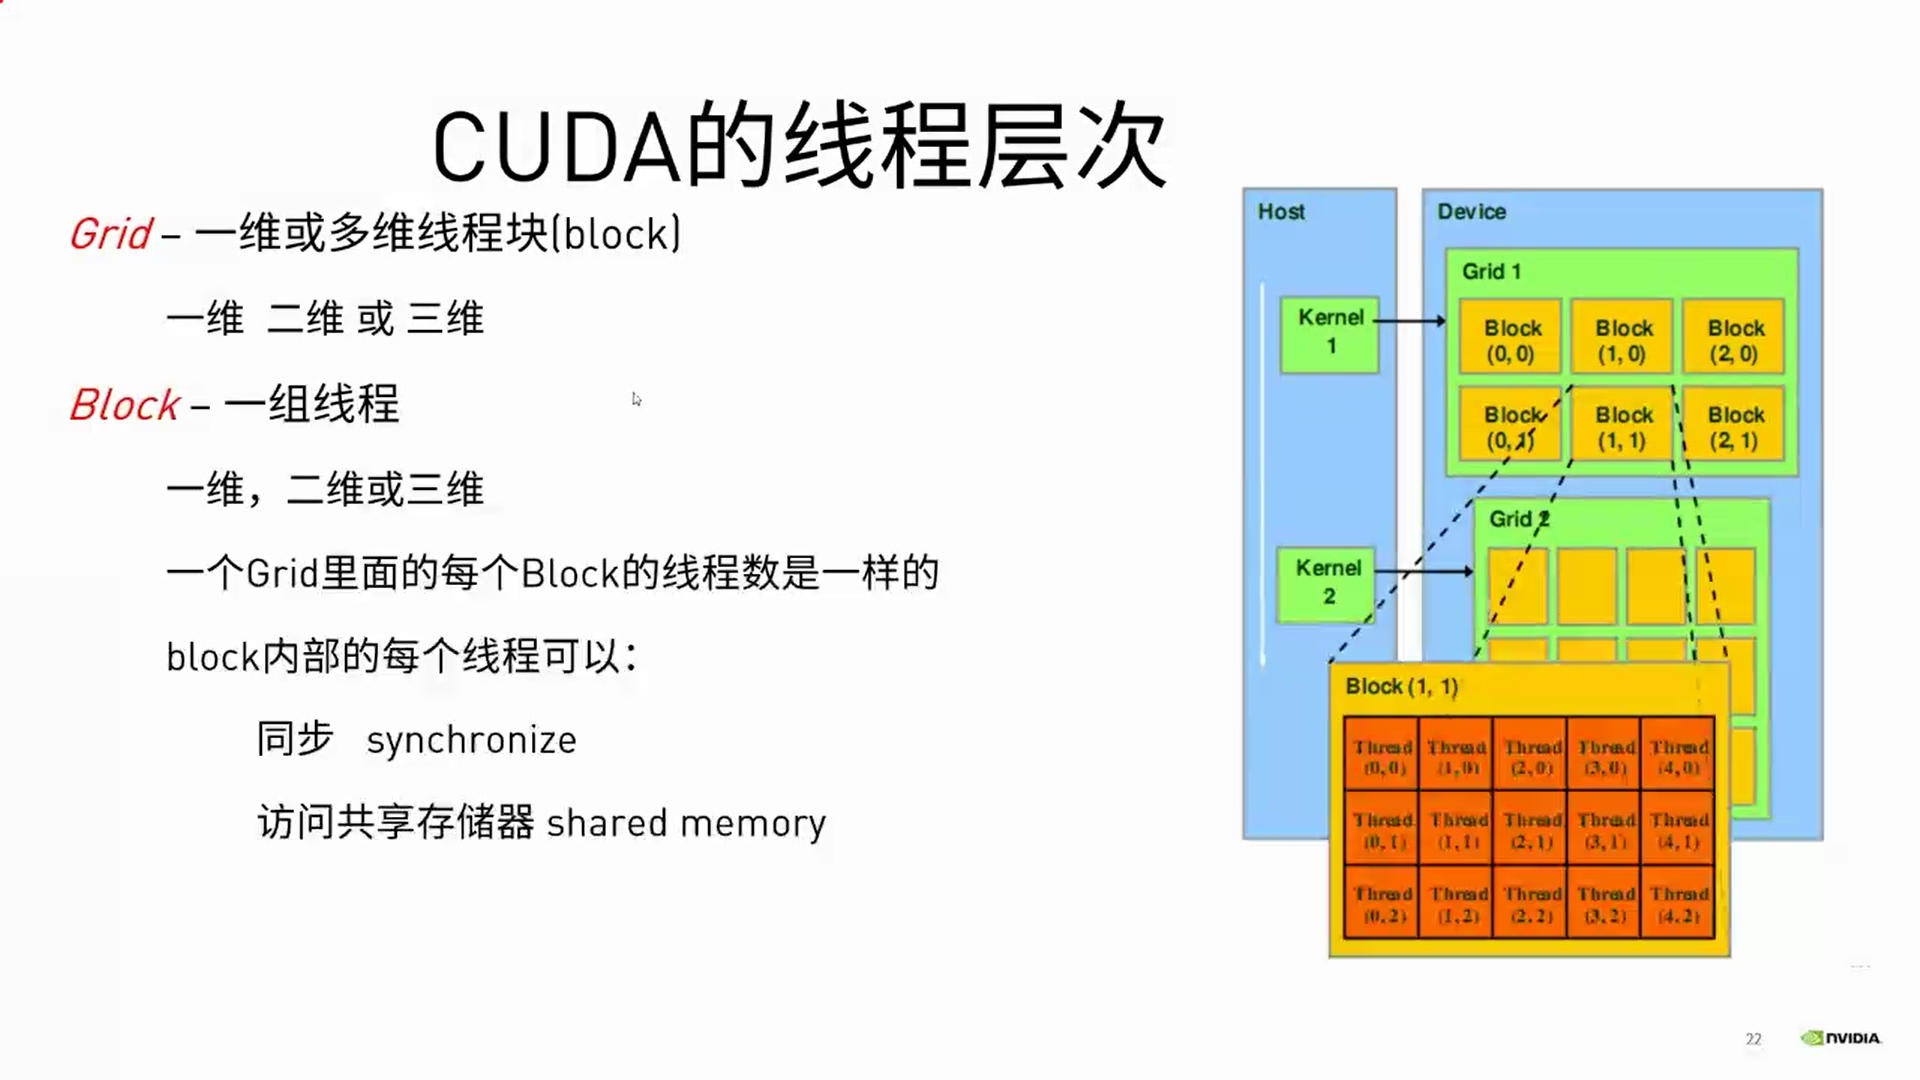 CUDA的线程层次
Grid – 一维或多维线程块(block)
一维 二维 或 三维
Block – 一组线程
一维，二维或三维
一个Grid里面的每个Block的线程数是一样的
block内部的每个线程可以：
同步 synchronize
访问共享存储器 shared memory
Host
Device
Grid 1
Kernel
1
Block
(0, 0)
Block
(1, 0)
Block
(2, 0)
Block
(0, 1)
Block
(1, 1)
Block
(2, 1)
Grid 2
Kernel
2
Block (1, 1)
Thread
(0, 0)
Thread
(1, 0)
Thread
(2, 0)
Thread
(3, 0)
Thread
(4, 0)
Thread
(0, 1)
Thread
(1, 1)
Thread
(2, 1)
Thread
(3, 1)
Thread
(4, 1)
Thread
(0, 2)
Thread
(1, 2)
Thread
(2, 2)
Thread
(3, 2)
Thread
(4, 2)
22
NVIDIA.